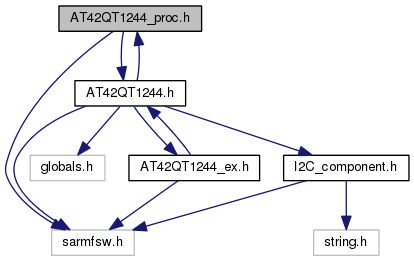 AT42QT1244_proc.h
AT42QT1244.h
globals.h
AT42QT1244_ex.h
I2C_component.h
sarmfsw.h
string.h